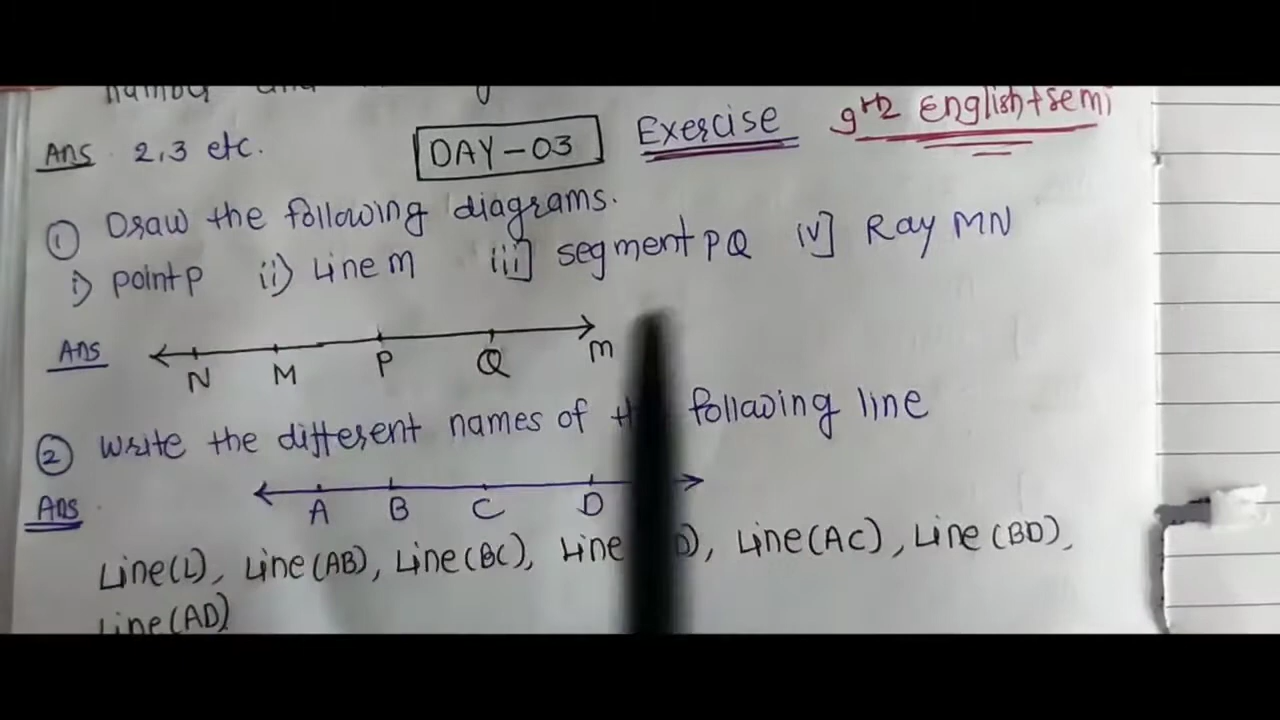 Ans 2,3 etc. DAY-03 Exercise 9th English+Semi
① Draw the following diagrams.
i) point P ii) Line m iii] segment PQ iv] Ray MN
Ans
N M P Q m
② Write the different names of following line
Ans
A B C D
Line(L), Line(AB), Line(BC), Line Line(AC), Line(BD),
Line(AD)